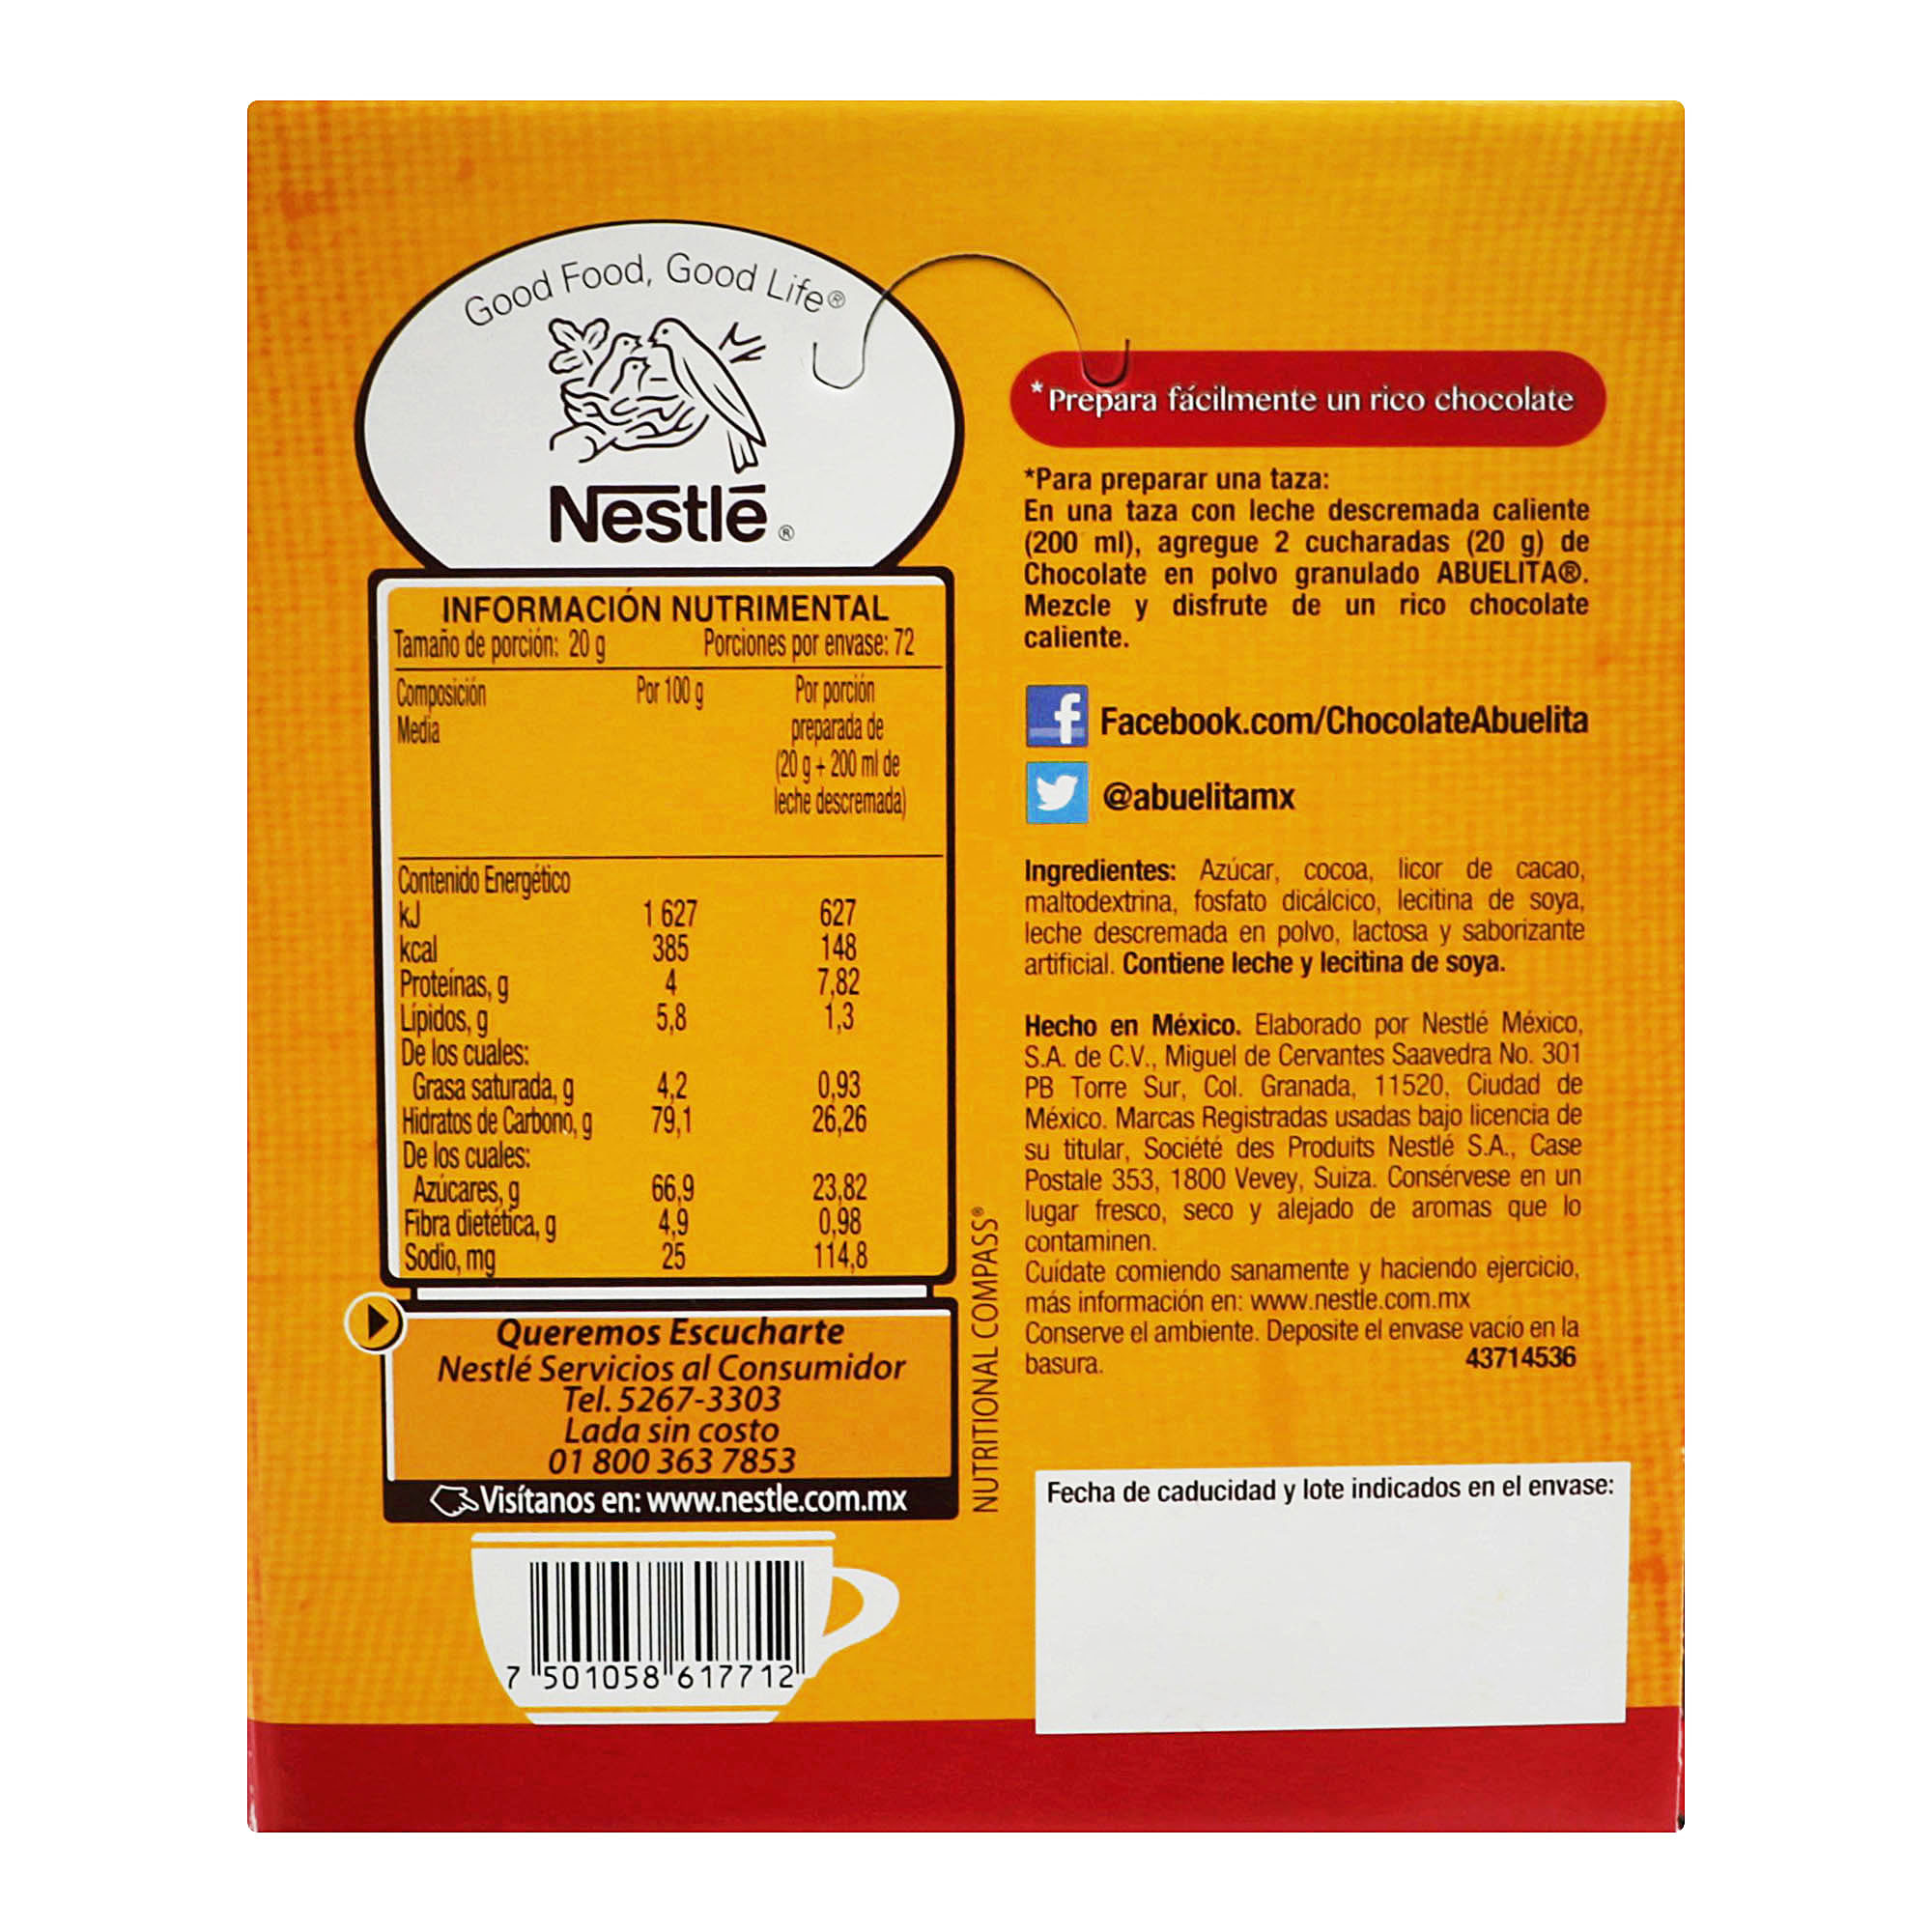 Good Food, Good Life®
Nestlé®
INFORMACIÓN NUTRIMENTAL
Tamaño de porción: 20 g Porciones por envase: 72
Composición Por 100 g Por porción
Media preparada de
(20 g + 200 ml de
leche descremada)
Contenido Energético
kJ 1 627 627
kcal 385 148
Proteínas, g 4 7,82
Lípidos, g 5,8 1,3
De los cuales:
Grasa saturada, g 4,2 0,93
Hidratos de Carbono, g 79,1 26,26
De los cuales:
Azúcares, g 66,9 23,82
Fibra dietética, g 4,9 0,98
Sodio, mg 25 114,8
Queremos Escucharte
Nestlé Servicios al Consumidor
Tel. 5267-3303
Lada sin costo
01 800 363 7853
Visítanos en: www.nestle.com.mx
NUTRITIONAL COMPASS®
7 501058 617712
*Prepara fácilmente un rico chocolate
*Para preparar una taza:
En una taza con leche descremada caliente
(200 ml), agregue 2 cucharadas (20 g) de
Chocolate en polvo granulado ABUELITA®.
Mezcle y disfrute de un rico chocolate
caliente.
f Facebook.com/ChocolateAbuelita
@abuelitamx
Ingredientes: Azúcar, cocoa, licor de cacao,
maltodextrina, fosfato dicálcico, lecitina de soya,
leche descremada en polvo, lactosa y saborizante
artificial. Contiene leche y lecitina de soya.
Hecho en México. Elaborado por Nestlé México,
S.A. de C.V., Miguel de Cervantes Saavedra No. 301
PB Torre Sur, Col. Granada, 11520, Ciudad de
México. Marcas Registradas usadas bajo licencia de
su titular, Société des Produits Nestlé S.A., Case
Postale 353, 1800 Vevey, Suiza. Consérvese en un
lugar fresco, seco y alejado de aromas que lo
contaminen.
Cuídate comiendo sanamente y haciendo ejercicio,
más información en: www.nestle.com.mx
Conserve el ambiente. Deposite el envase vacío en la
basura. 43714536
Fecha de caducidad y lote indicados en el envase: